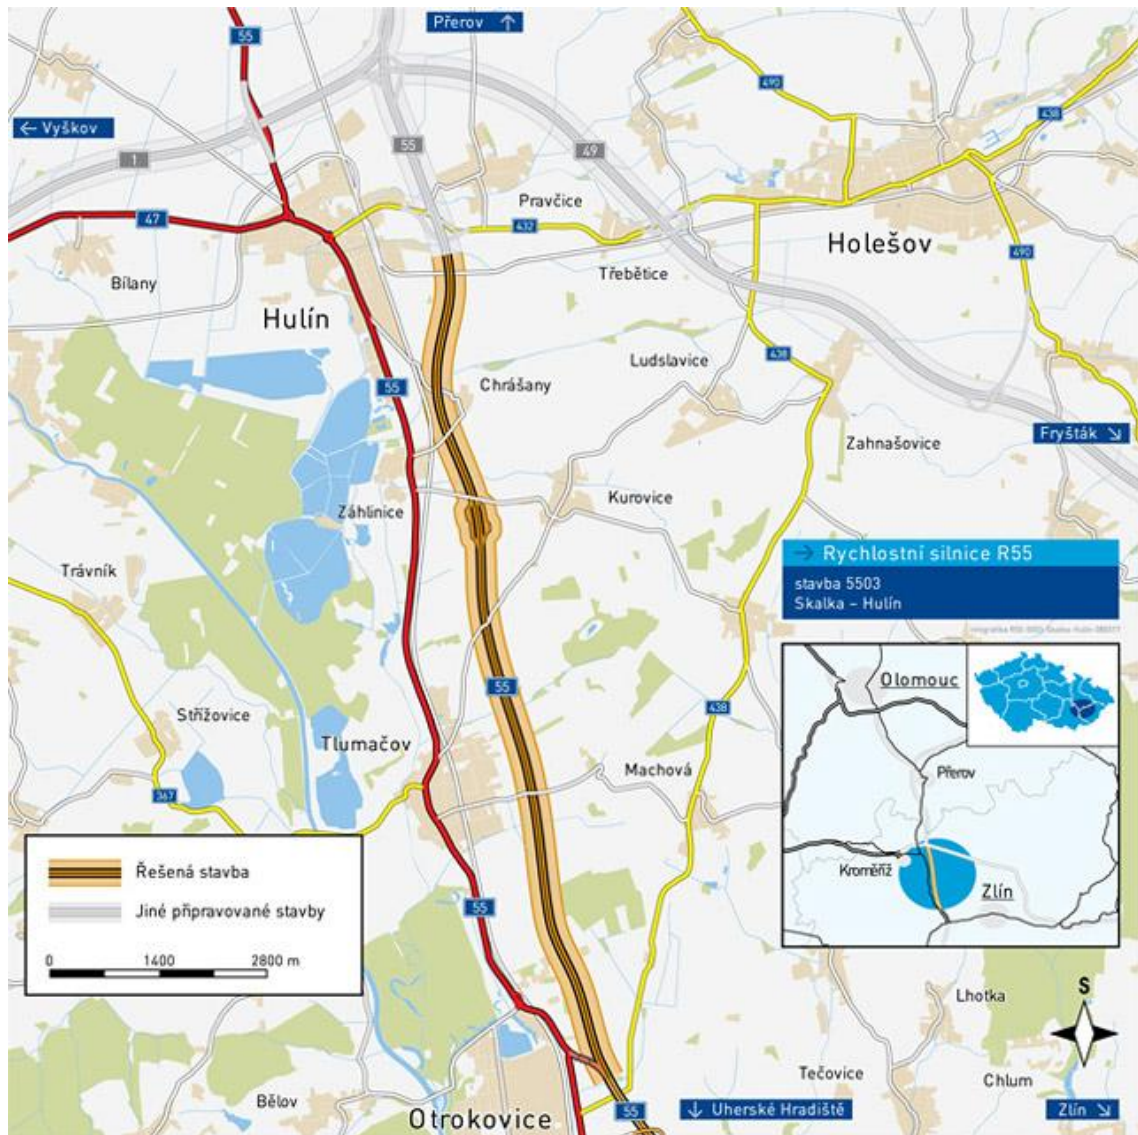 Přerov ↑
55
490
438
← Vyškov
1
55
49
Pravčice
47
432
Holešov
490
Bílany
Třebětice
Hulín
Ludslavice
438
55
Chrášany
Fryšták ↘
Zahnašovice
Kurovice
Záhlinice
→ Rychlostní silnice R55
stavba 5503
Skalka – Hulín
Trávník
Olomouc
55
438
Střížovice
Tlumačov
Machová
Přerov
367
Řešená stavba
Kroměříž
Zlín
Jiné připravované stavby
55
0 1400 2800 m
S
Lhotka
Tečovice
Chlum
Bělov
Otrokovice
55
↓ Uherské Hradiště
Zlín ↘